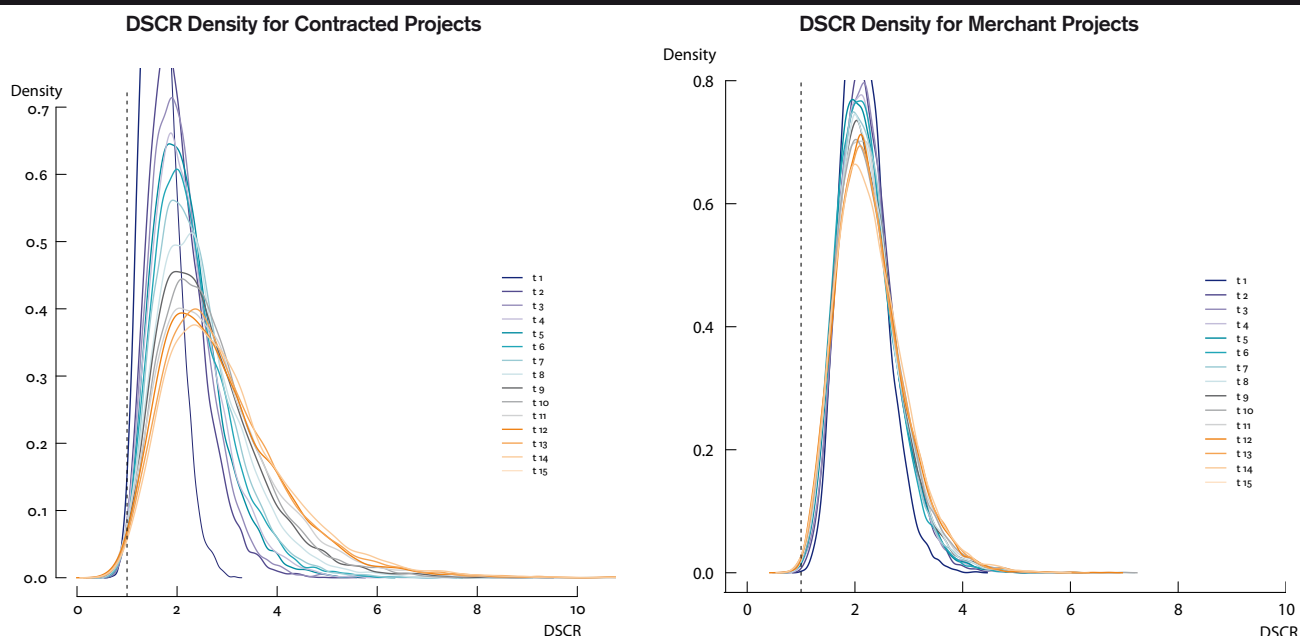 DSCR Density for Contracted Projects
Density
0.7
0.6
0.5
0.4
0.3
0.2
0.1
0.0
0 2 4 6 8 10
DSCR
t 1
t 2
t 3
t 4
t 5
t 6
t 7
t 8
t 9
t 10
t 11
t 12
t 13
t 14
t 15
DSCR Density for Merchant Projects
Density
0.8
0.6
0.4
0.2
0.0
0 2 4 6 8 10
DSCR
t 1
t 2
t 3
t 4
t 5
t 6
t 7
t 8
t 9
t 10
t 11
t 12
t 13
t 14
t 15